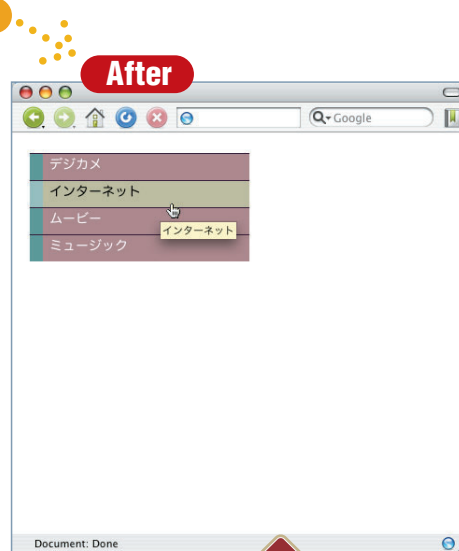 After
Google
デジカメ
インターネット
ムービー
インターネット
ミュージック
Document: Done